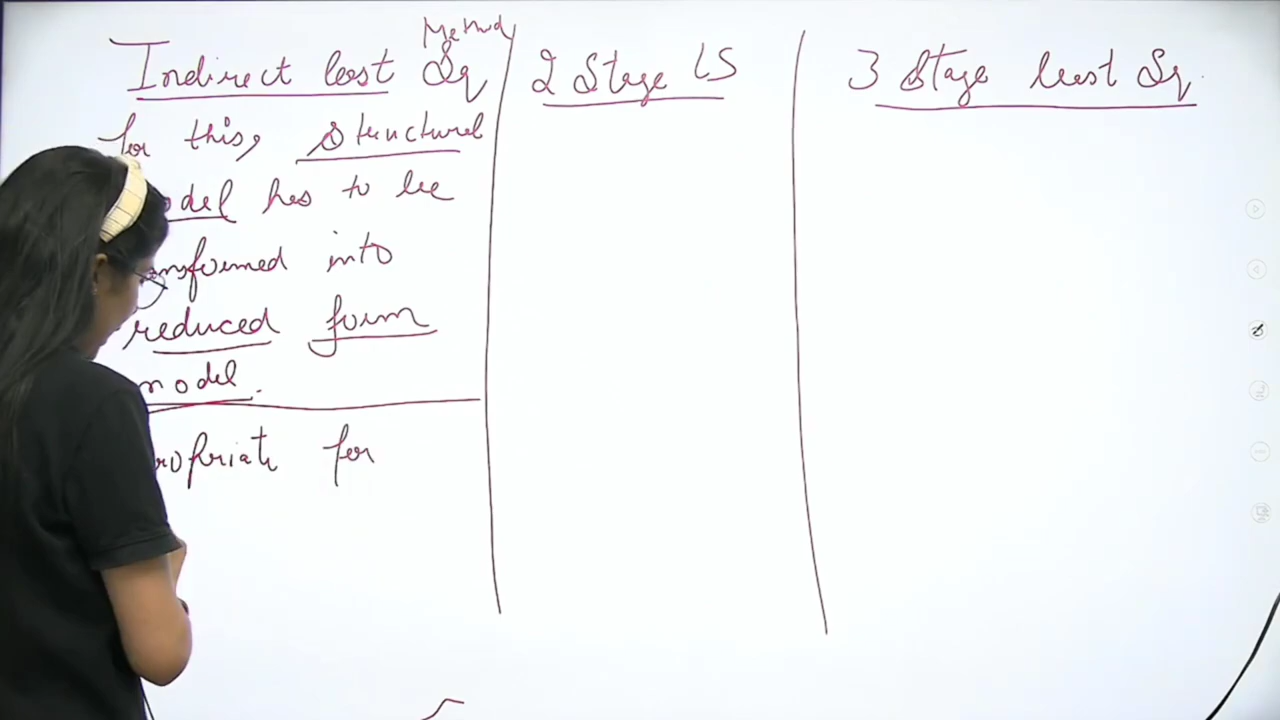 Method
Indirect least Sq
for this, structural
odel has to be
ansformed into
reduced form
model.
ropriate for
2 Stage LS
3 Stage least Sq.